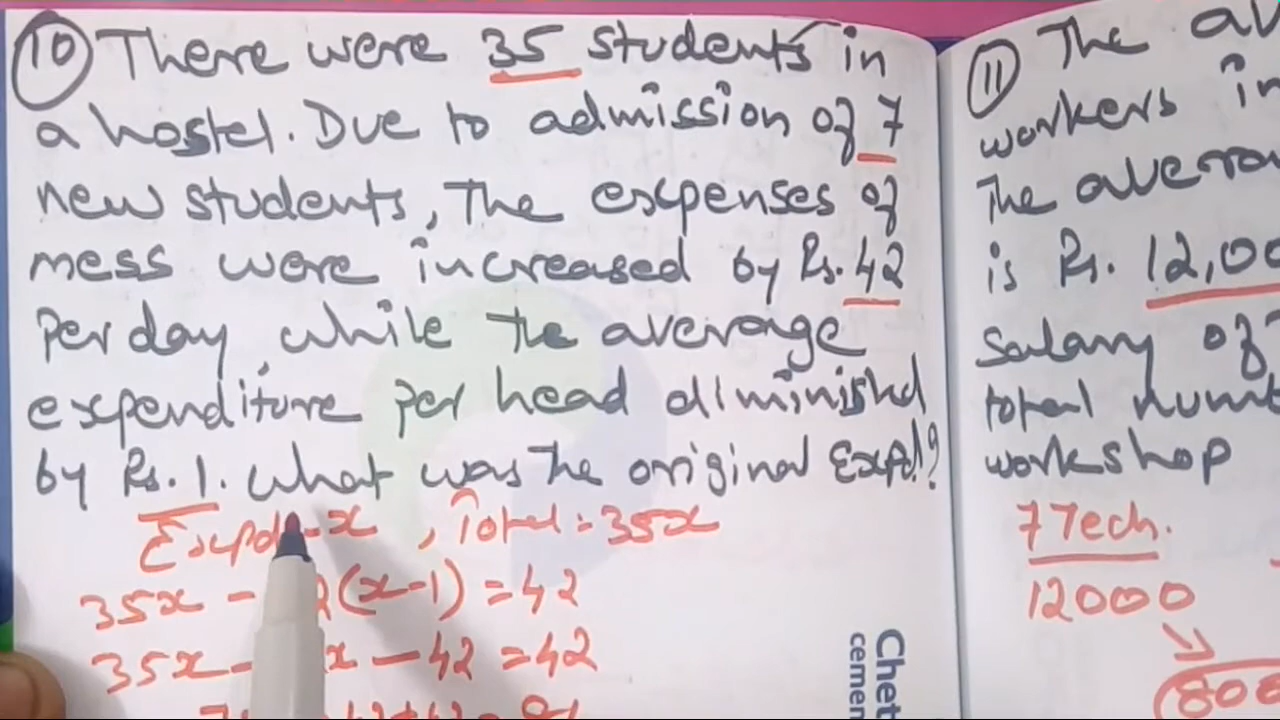 10 There were 35 students in
a hostel. Due to admission of 7
new students, The expenses of
mess were increased by Rs. 42
Per day, while the average
expenditure per head diminished
by Rs. 1. What was the original Expd?
Expd = x , Total = 35x
35x - (x-1) = 42
35x - x - 42 = 42
11 The
workers in
The
is Rs. 12,00
Salary of
total
workshop
7 Tech.
12000
Chet
cemen